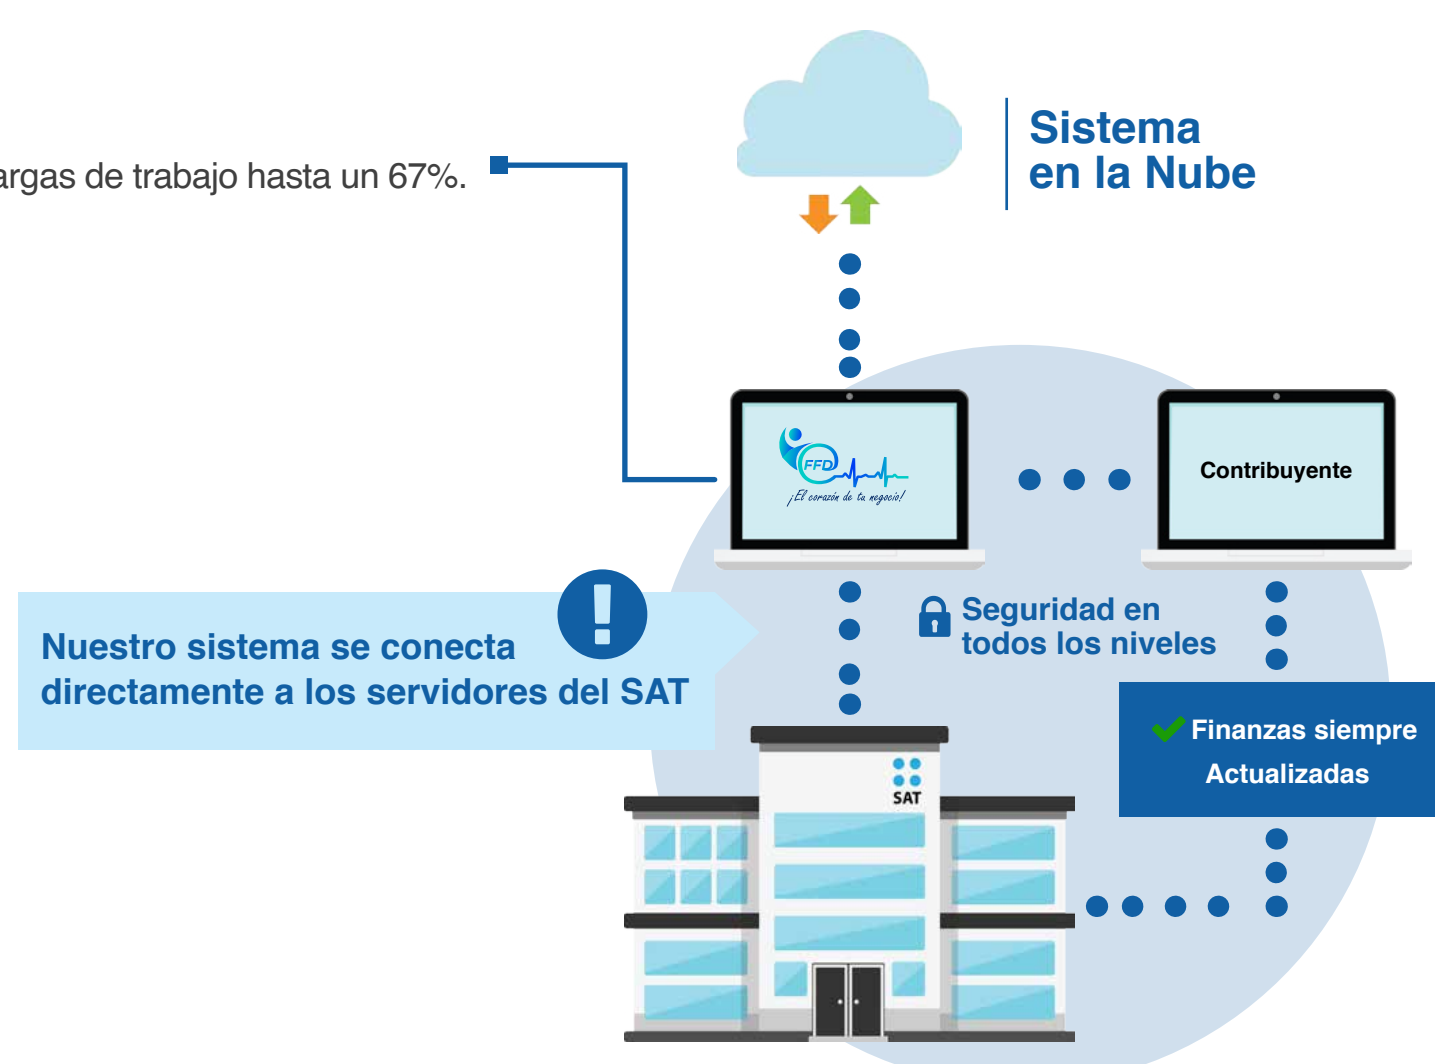 Sistema
en la Nube
argas de trabajo hasta un 67%.
FFD
¡El corazón de tu negocio!
Contribuyente
Seguridad en
todos los niveles
Nuestro sistema se conecta
directamente a los servidores del SAT
Finanzas siempre
Actualizadas
SAT